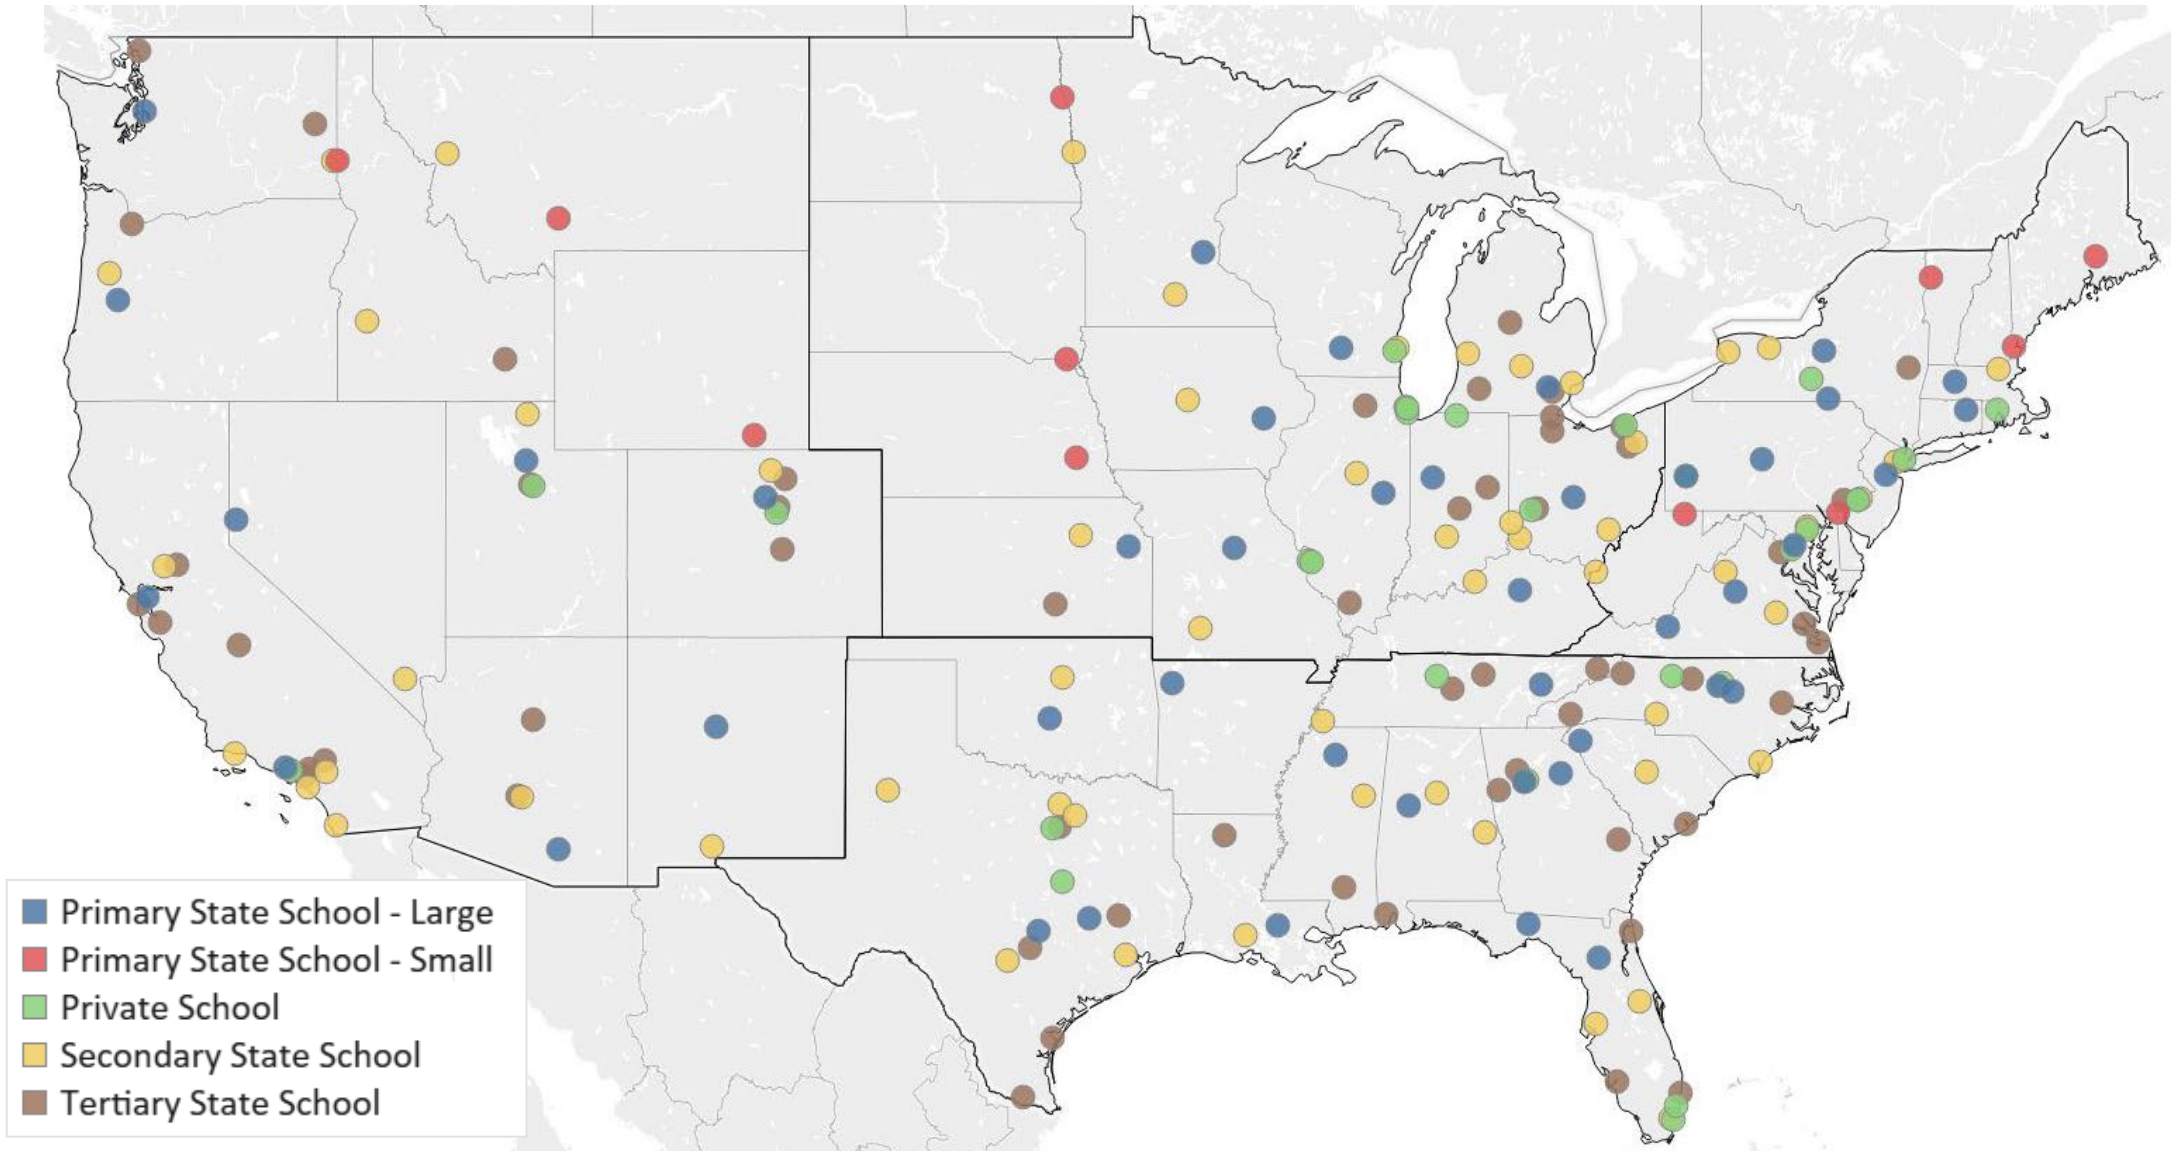 Primary State School - Large
Primary State School - Small
Private School
Secondary State School
Tertiary State School